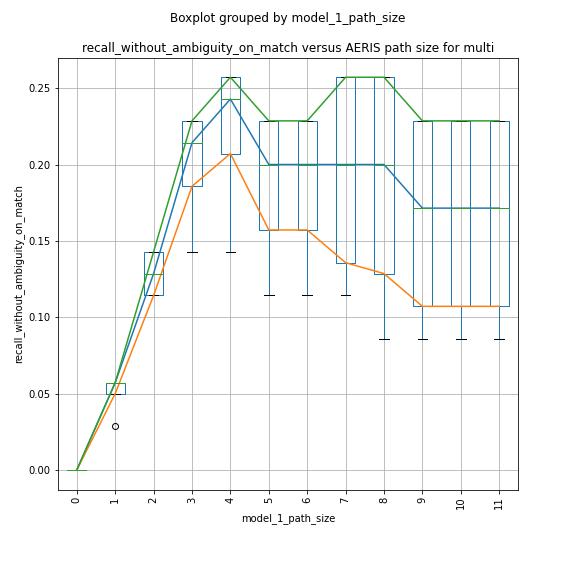 Boxplot grouped by model_1_path_size
recall_without_ambiguity_on_match versus AERIS path size for multi
recall_without_ambiguity_on_match
0.25
0.20
0.15
0.10
0.05
0.00
0 1 2 3 4 5 6 7 8 9 10 11
model_1_path_size